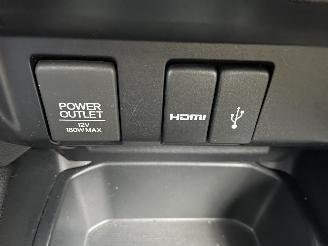 POWER
OUTLET
12V
180W MAX
HDMI